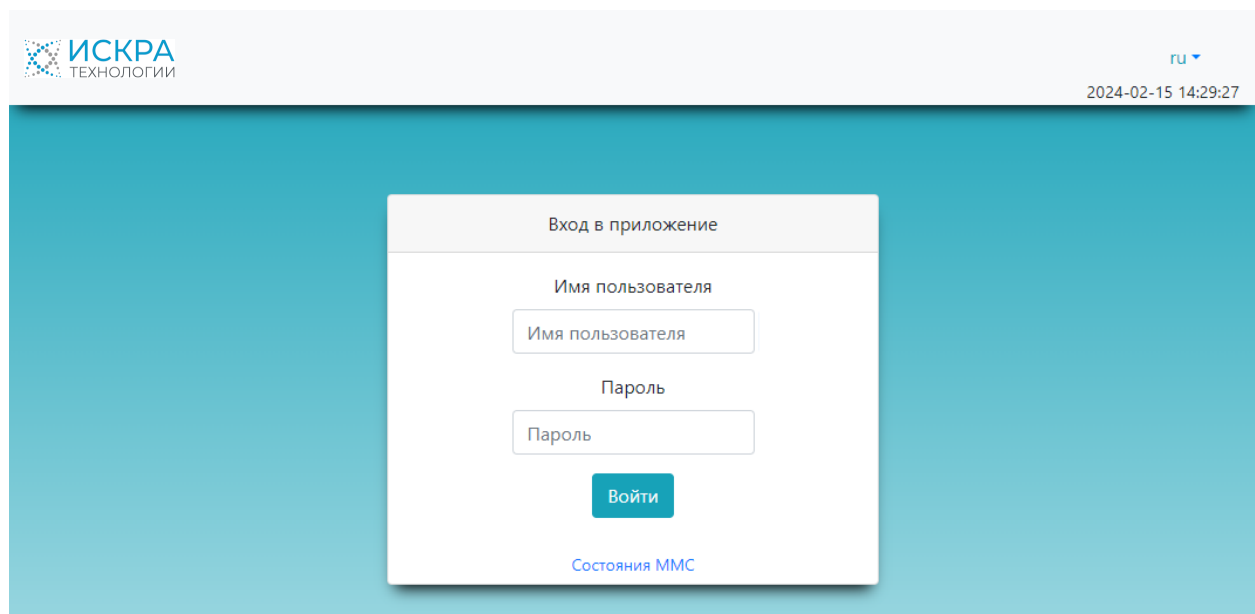 ИСКРА
ТЕХНОЛОГИИ
ru
2024-02-15 14:29:27
Вход в приложение
Имя пользователя
Имя пользователя
Пароль
Пароль
Войти
Состояния ММС